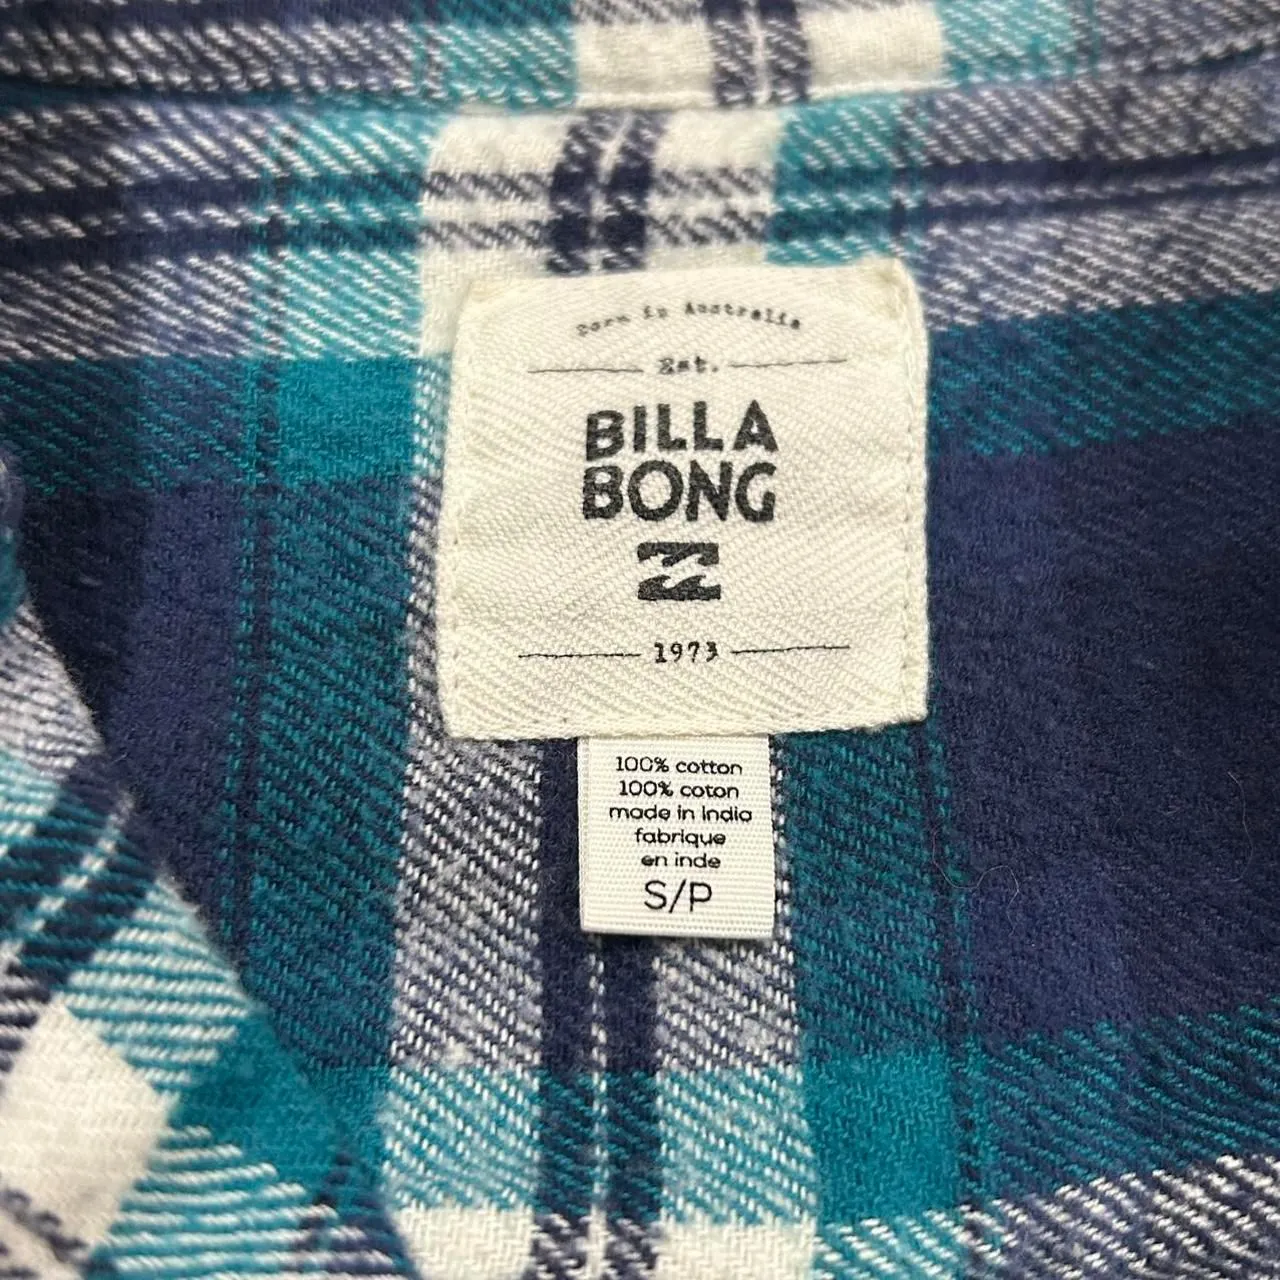 Born in Australia
Est.
BILLA
BONG
1973
100% cotton
100% coton
made in India
fabrique
en inde
S/P